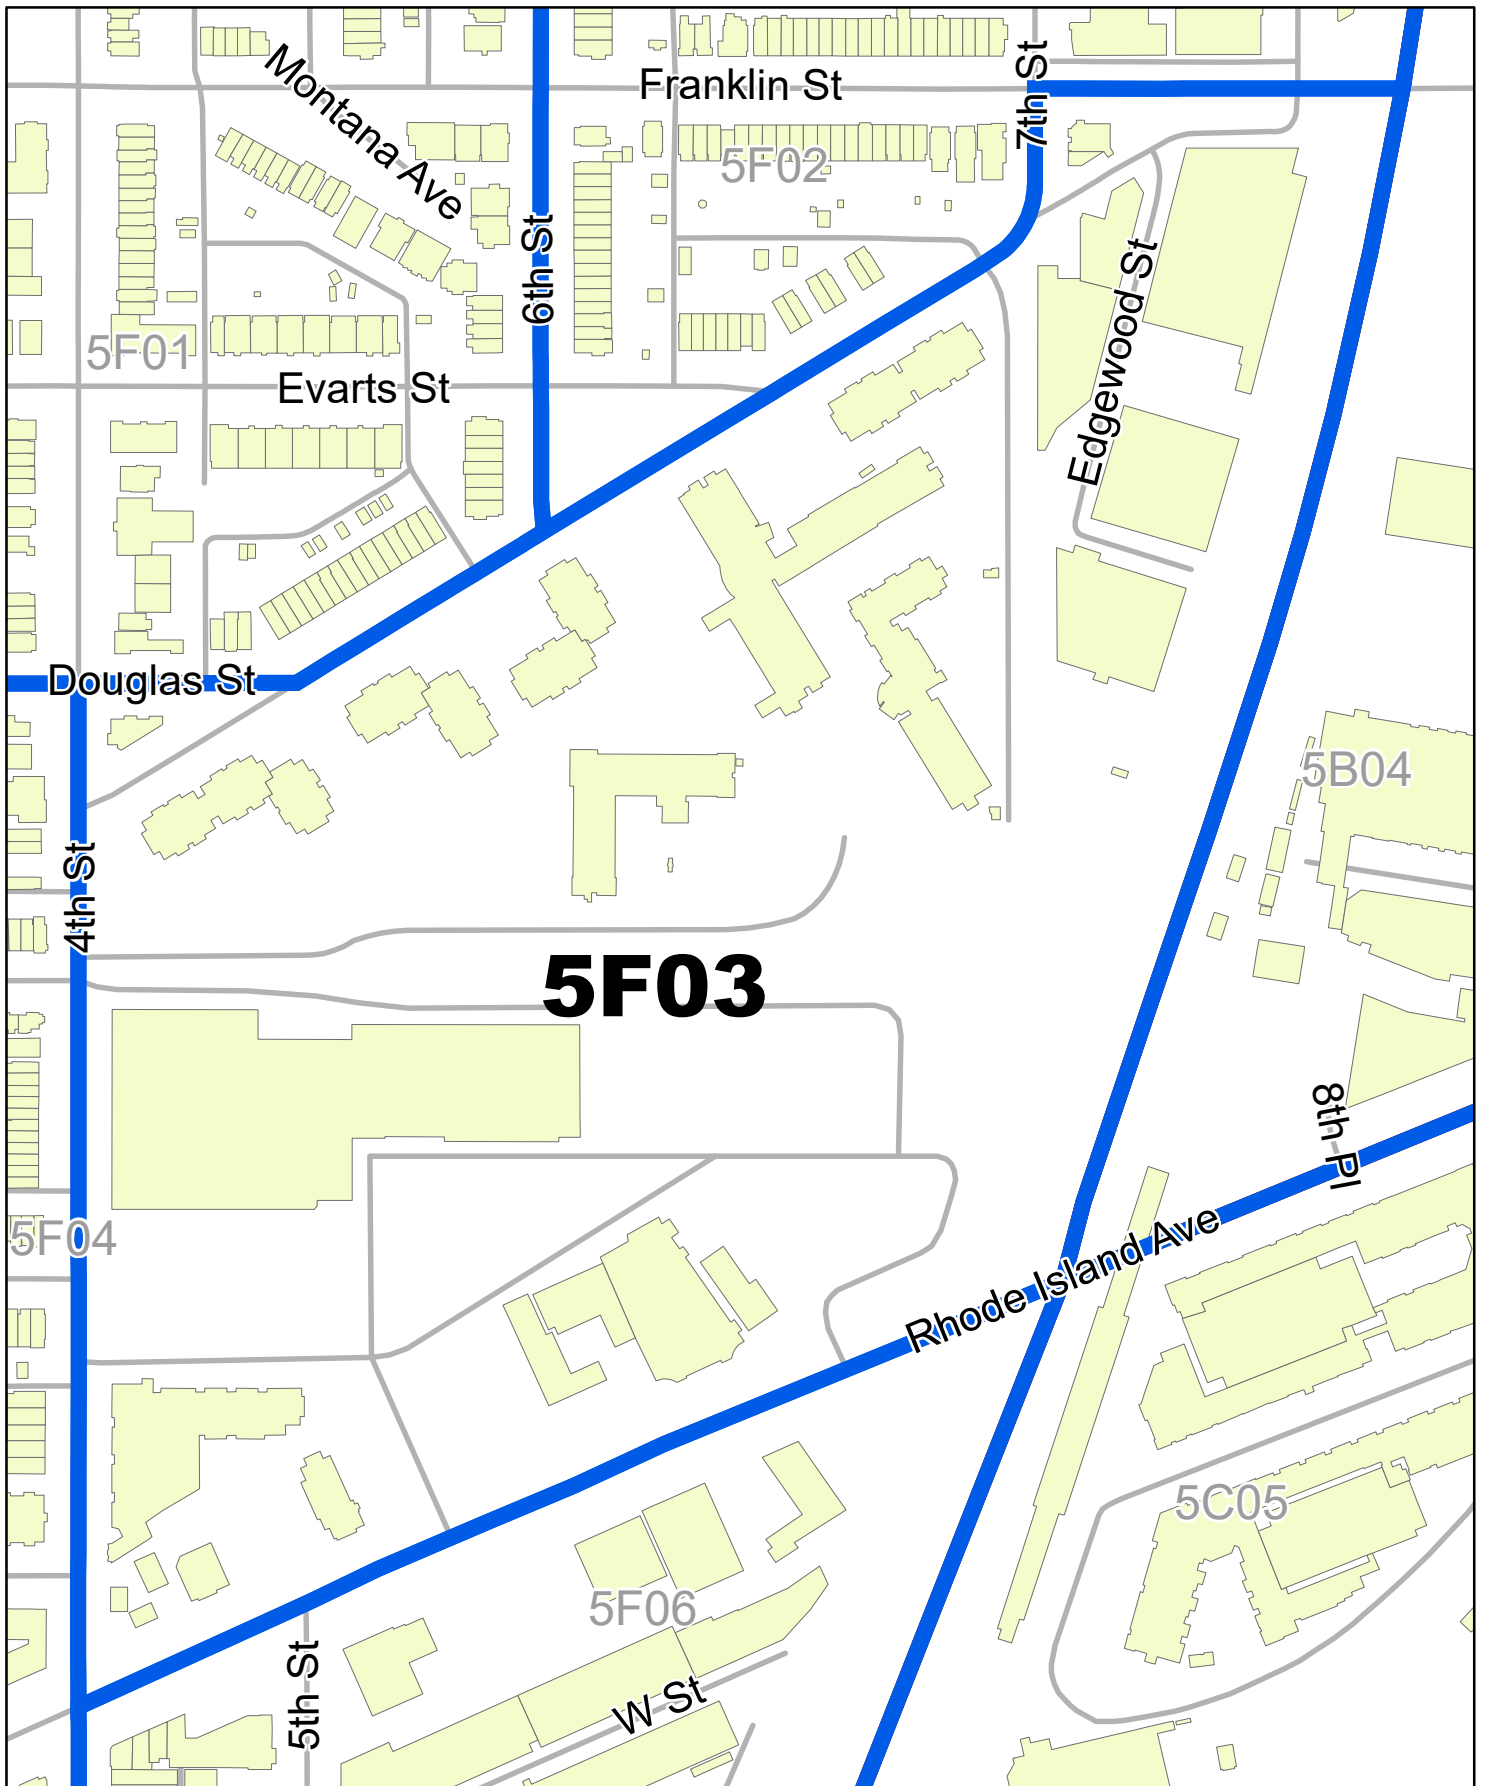 Montana Ave
Franklin St
7th St
5F02
6th St
Edgewood St
5F01
Evarts St
Douglas St
5B04
4th St
5F03
8th Pl
5F04
Rhode Island Ave
5C05
5F06
5th St
W St